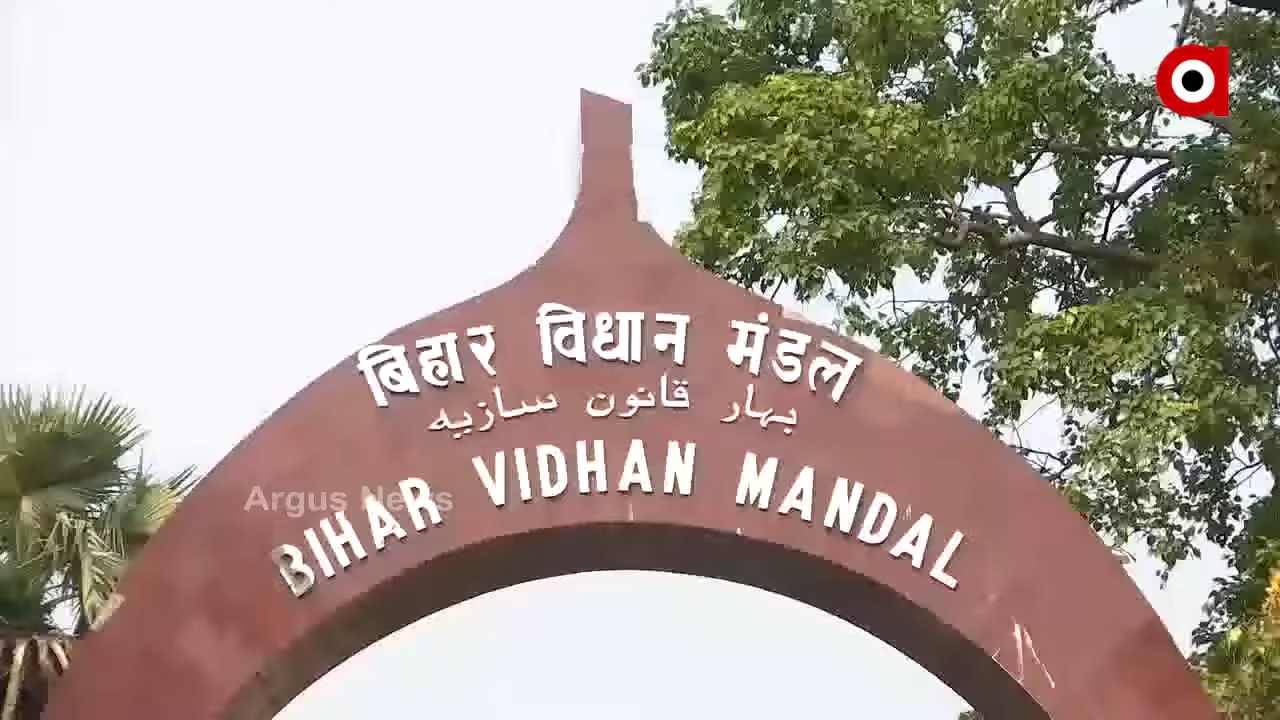 बिहार विधान मंडल
بہار قانون سازیہ
BIHAR VIDHAN MANDAL
Argus News